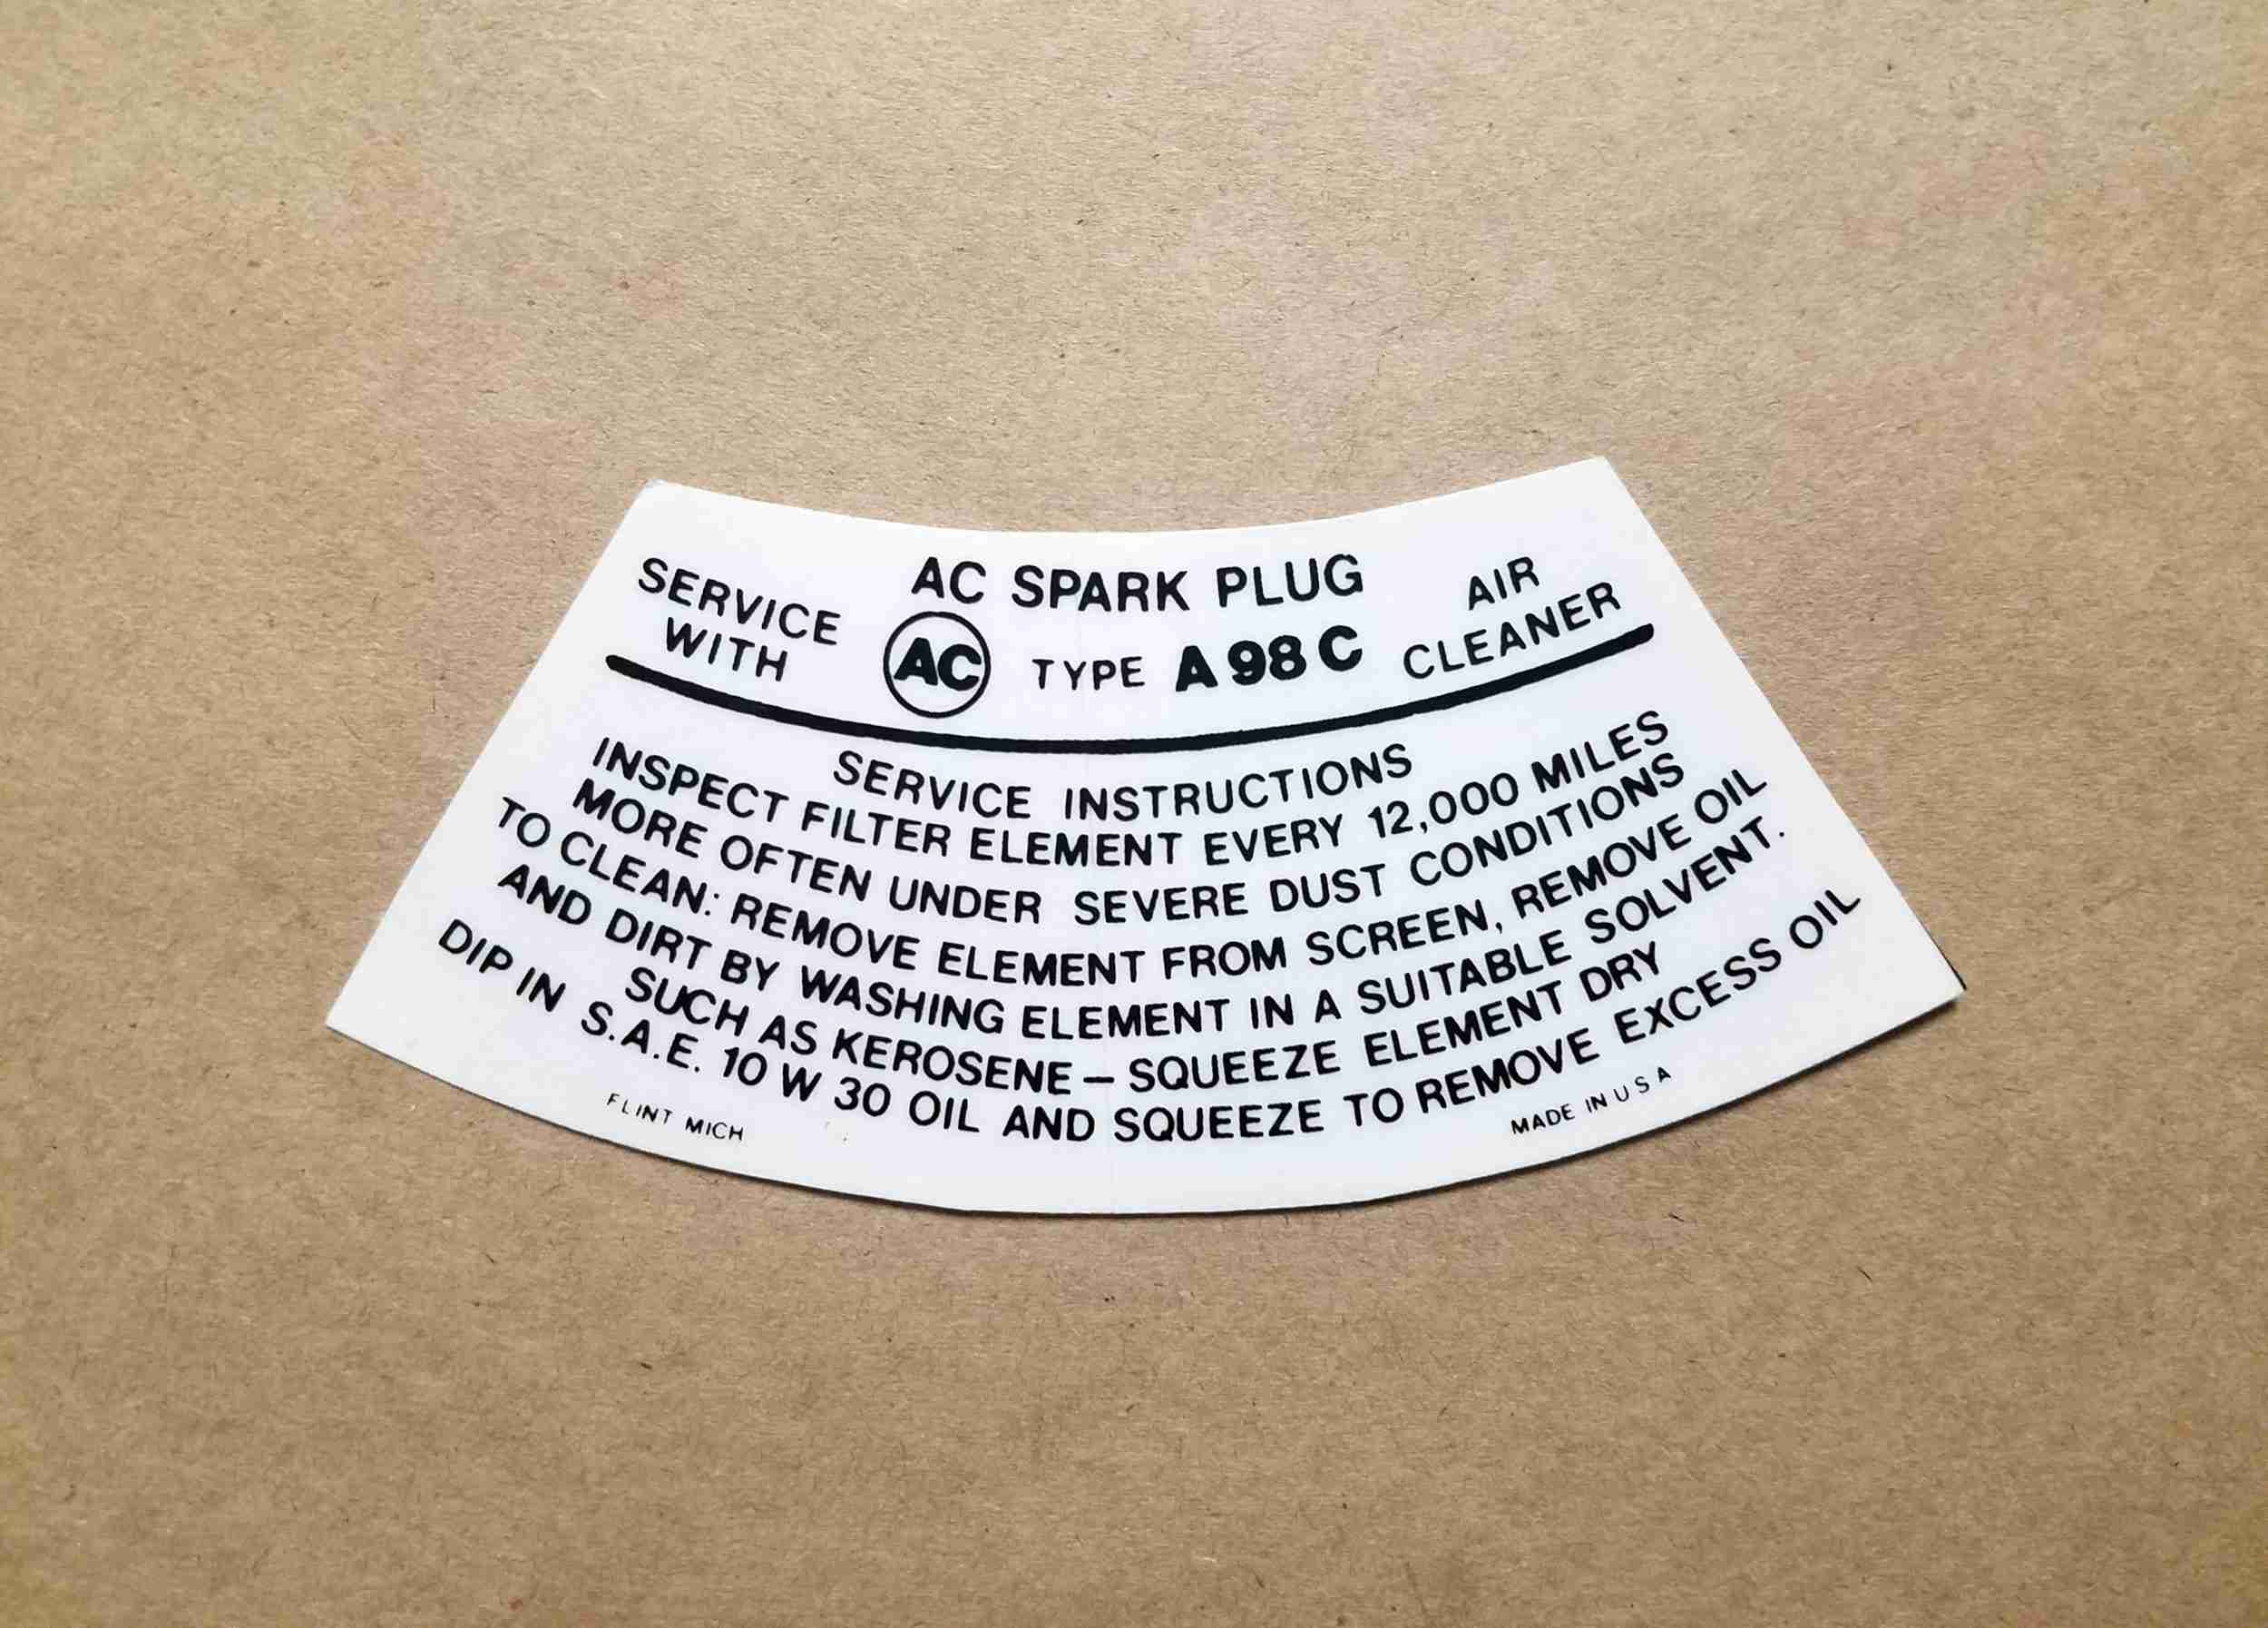 AC SPARK PLUG
SERVICE WITH
AC TYPE A98C
AIR CLEANER
SERVICE INSTRUCTIONS
INSPECT FILTER ELEMENT EVERY 12,000 MILES
MORE OFTEN UNDER SEVERE DUST CONDITIONS
TO CLEAN: REMOVE ELEMENT FROM SCREEN, REMOVE OIL
AND DIRT BY WASHING ELEMENT IN A SUITABLE SOLVENT.
SUCH AS KEROSENE – SQUEEZE ELEMENT DRY
DIP IN S.A.E. 10 W 30 OIL AND SQUEEZE TO REMOVE EXCESS OIL
FLINT MICH
MADE IN U S A